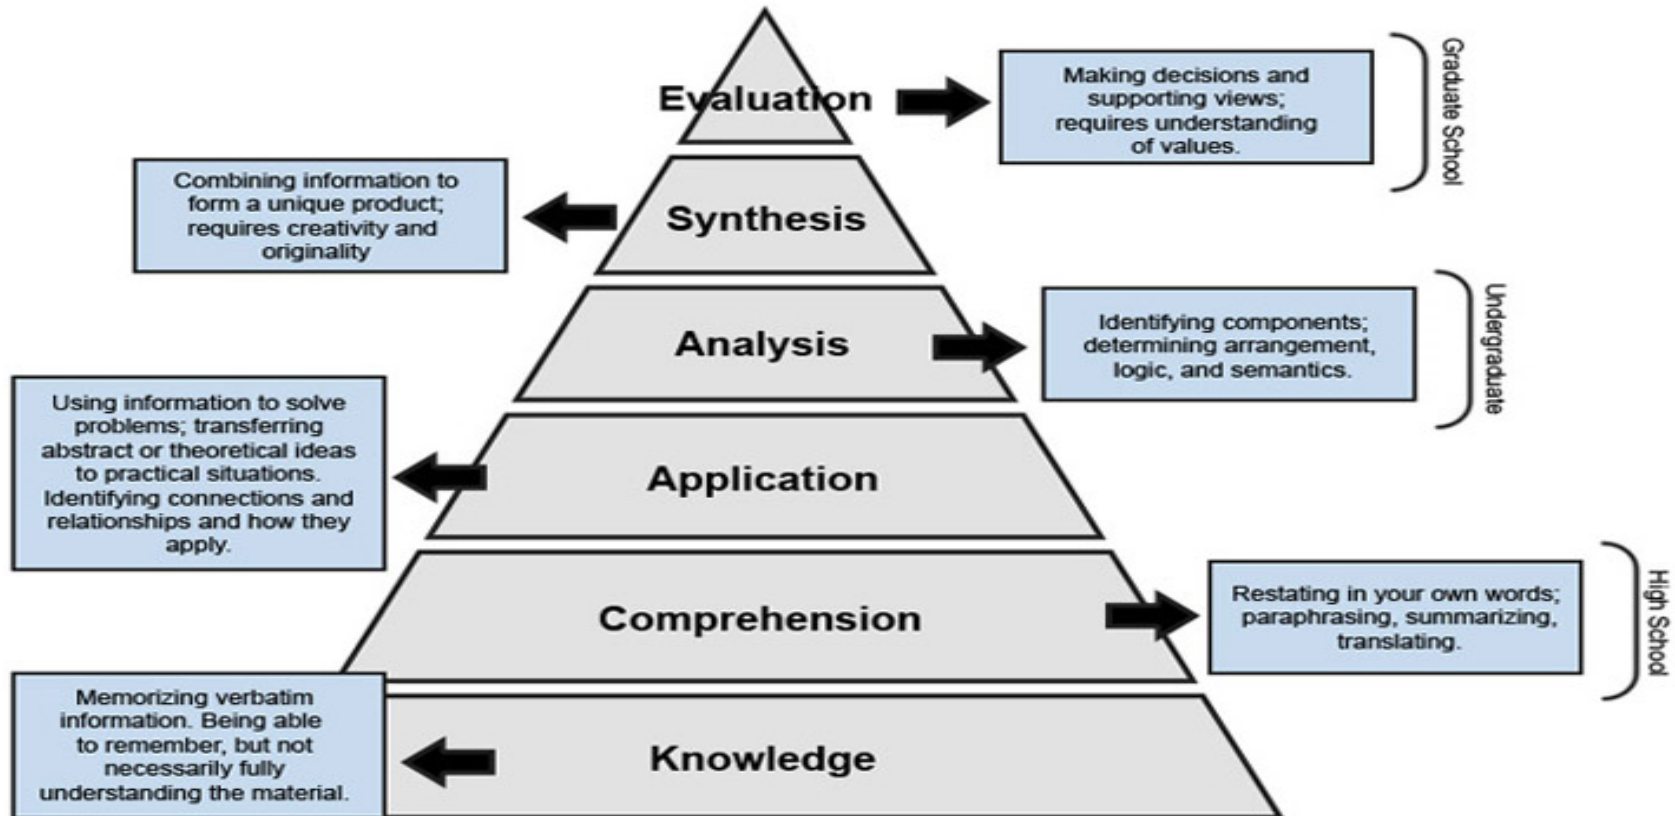 Evaluation
Making decisions and
supporting views;
requires understanding
of values.
Graduate School
Combining information to
form a unique product;
requires creativity and
originality
Synthesis
Analysis
Identifying components;
determining arrangement,
logic, and semantics.
Undergraduate
Using information to solve
problems; transferring
abstract or theoretical ideas
to practical situations.
Identifying connections and
relationships and how they
apply.
Application
Comprehension
Restating in your own words;
paraphrasing, summarizing,
translating.
High School
Memorizing verbatim
information. Being able
to remember, but not
necessarily fully
understanding the material.
Knowledge